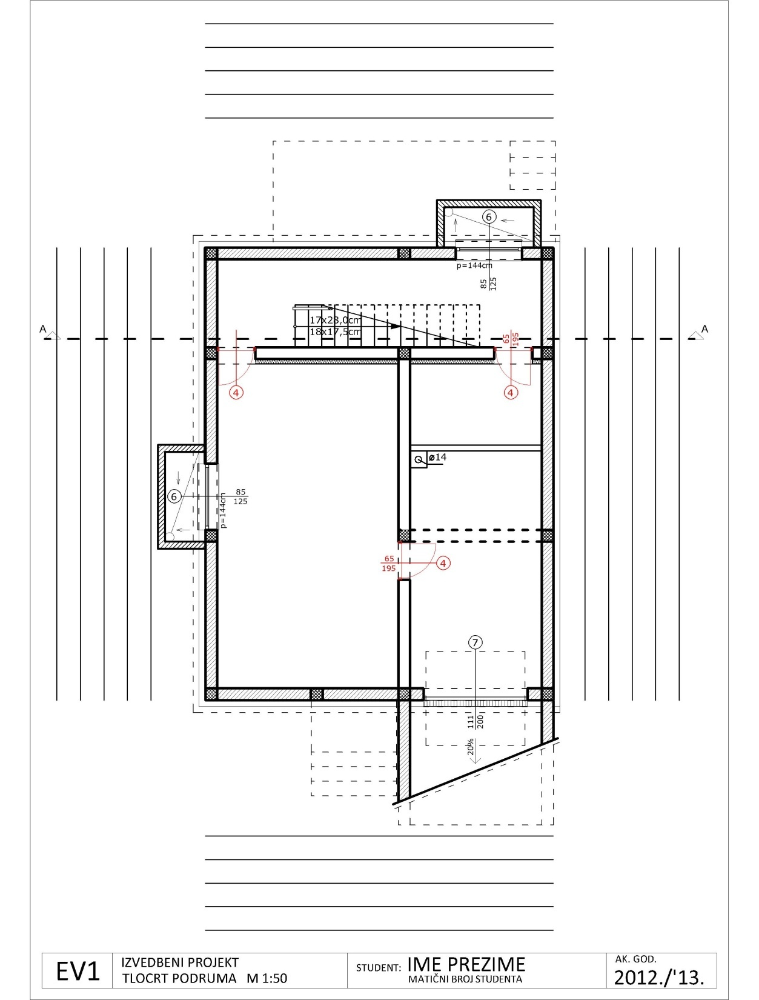 6
p=144cm
85
125
A
17x28,0cm
18x17,5cm
65
195
A
4
4
ø14
6
85
125
p=144cm
65
195
4
7
111
200
20%
EV1
IZVEDBENI PROJEKT
TLOCRT PODRUMA M 1:50
STUDENT: IME PREZIME
MATIČNI BROJ STUDENTA
AK. GOD.
2012./'13.